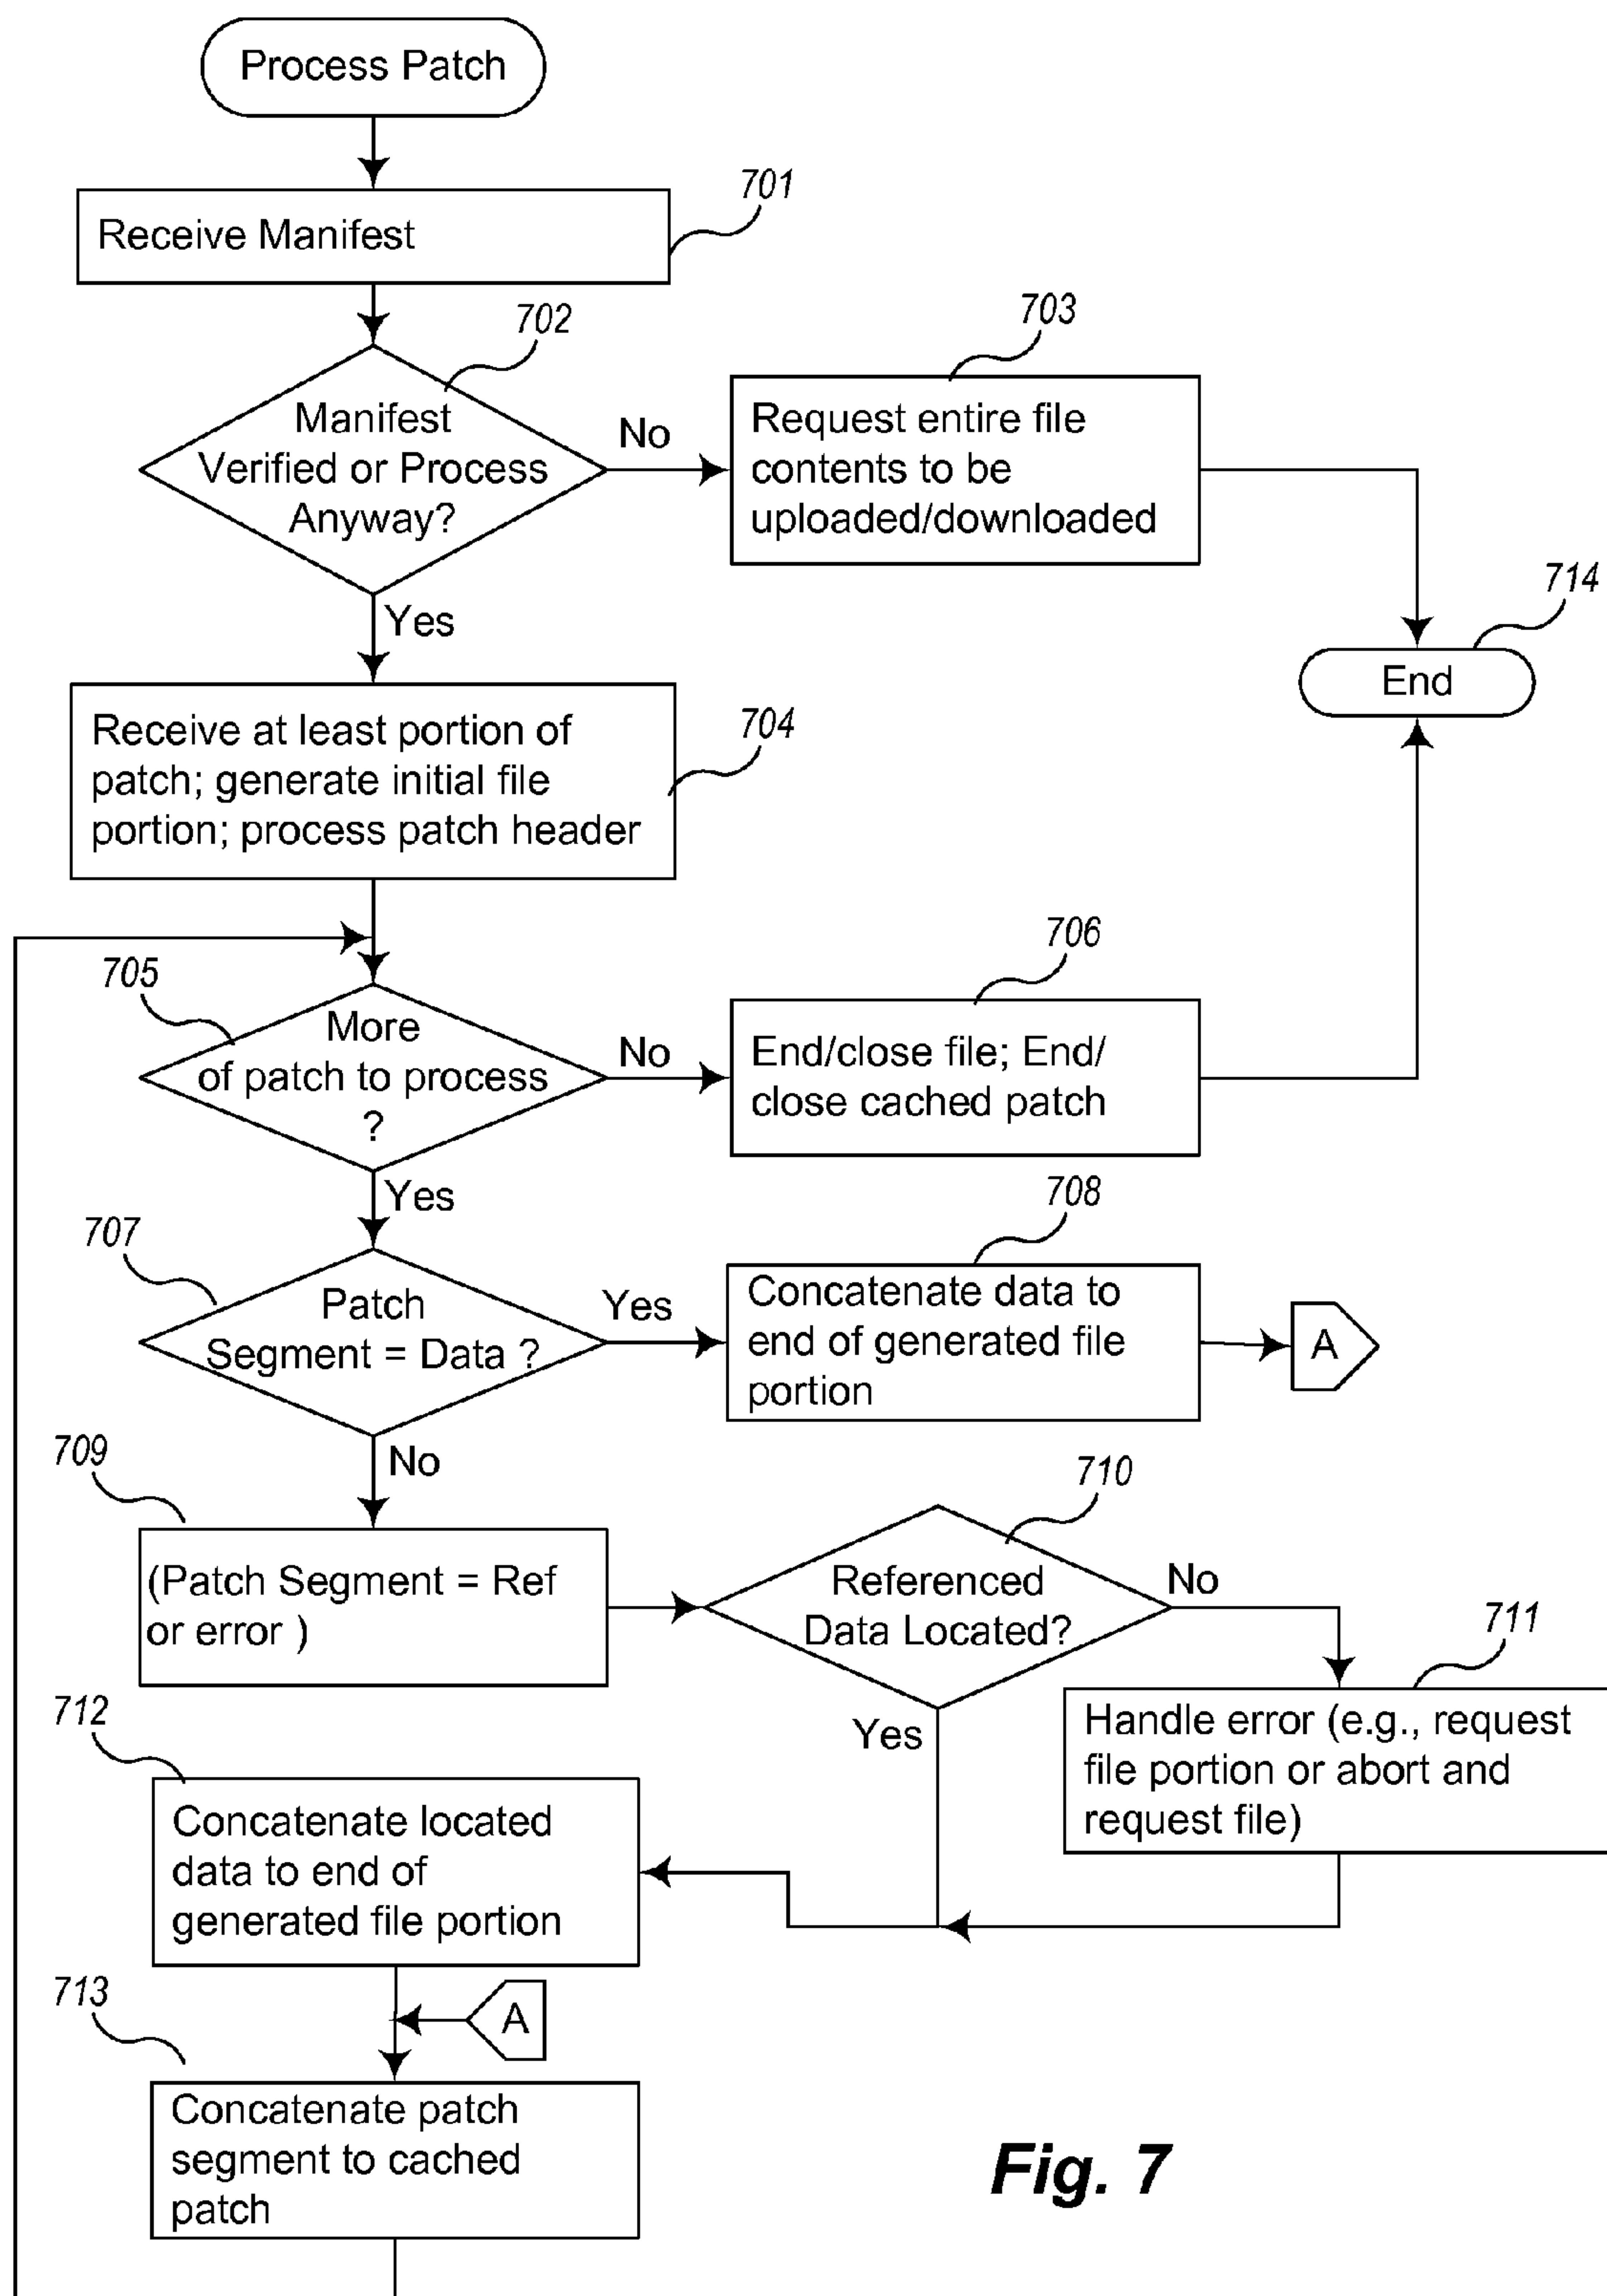 Process Patch
701
Receive Manifest
702
703
Manifest
Verified or Process
Anyway?
No
Request entire file
contents to be
uploaded/downloaded
714
Yes
End
704
Receive at least portion of
patch; generate initial file
portion; process patch header
706
705
More
of patch to process
?
No
End/close file; End/
close cached patch
Yes
708
707
Patch
Segment = Data ?
Yes
Concatenate data to
end of generated file
portion
A
No
709
710
(Patch Segment = Ref
or error )
Referenced
Data Located?
No
711
Yes
Handle error (e.g., request
file portion or abort and
request file)
712
Concatenate located
data to end of
generated file portion
713
A
Concatenate patch
segment to cached
patch
Fig. 7